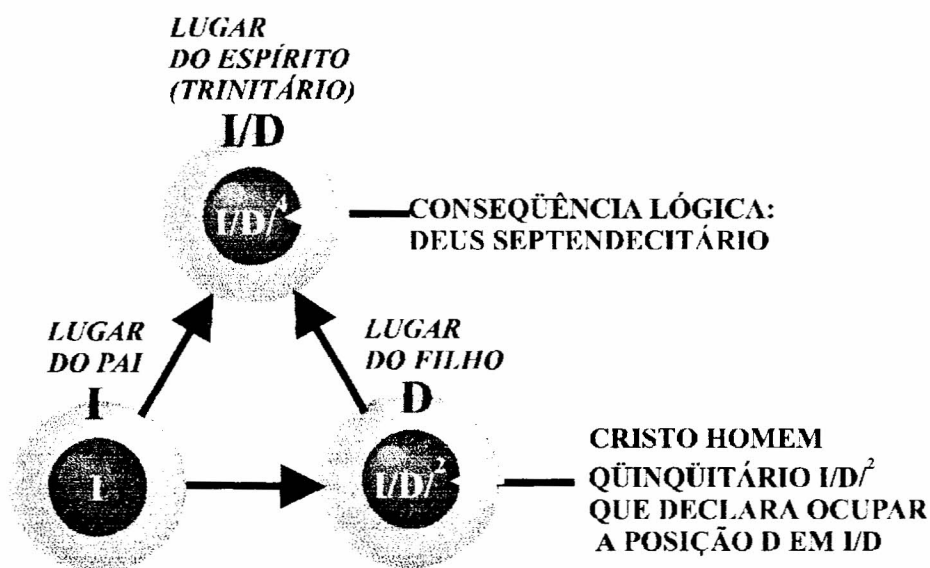 LUGAR
DO ESPÍRITO
(TRINITÁRIO)
I/D
I/D/⁴
CONSEQÜÊNCIA LÓGICA:
DEUS SEPTENDECITÁRIO
LUGAR
DO PAI
I
I
LUGAR
DO FILHO
D
I/D/²
CRISTO HOMEM
QÜINQÜITÁRIO I/D/²
QUE DECLARA OCUPAR
A POSIÇÃO D EM I/D